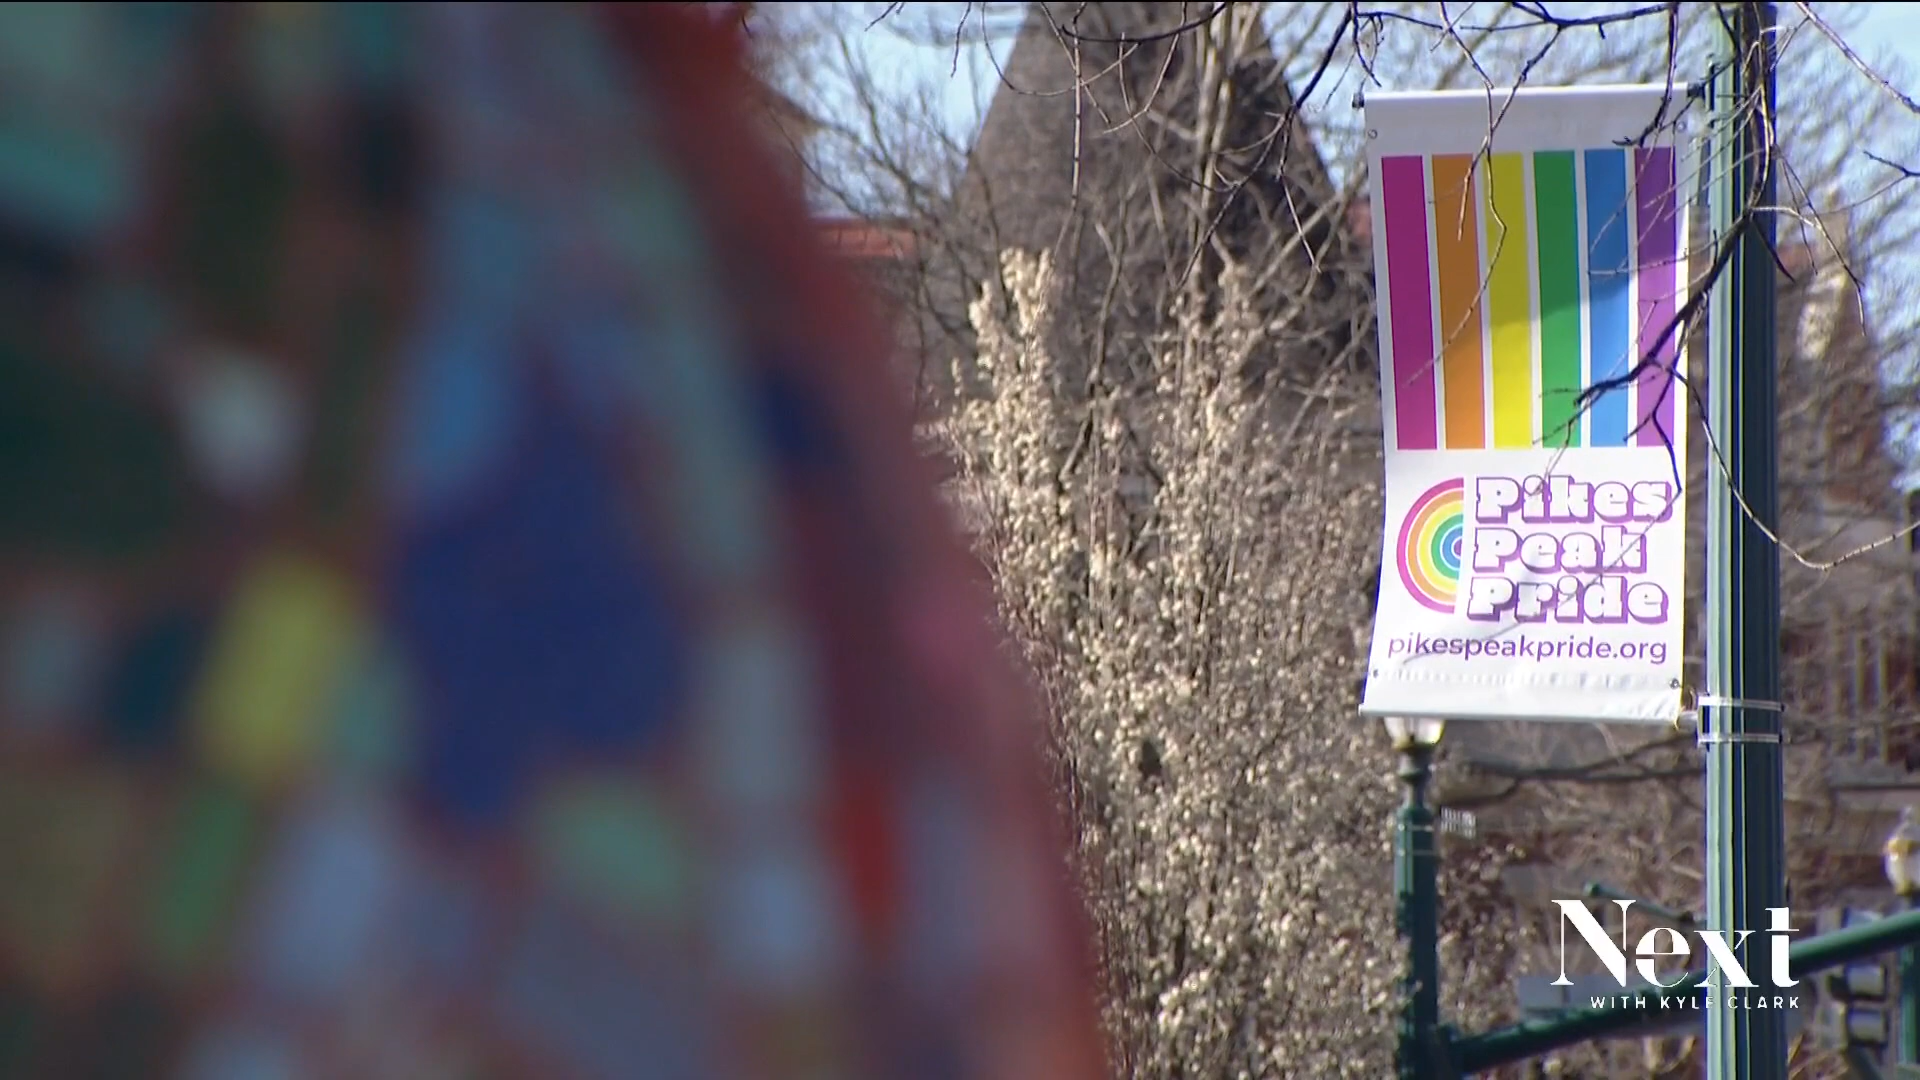 Pikes
Peak
Pride
pikespeakpride.org
Next
WITH KYLE CLARK